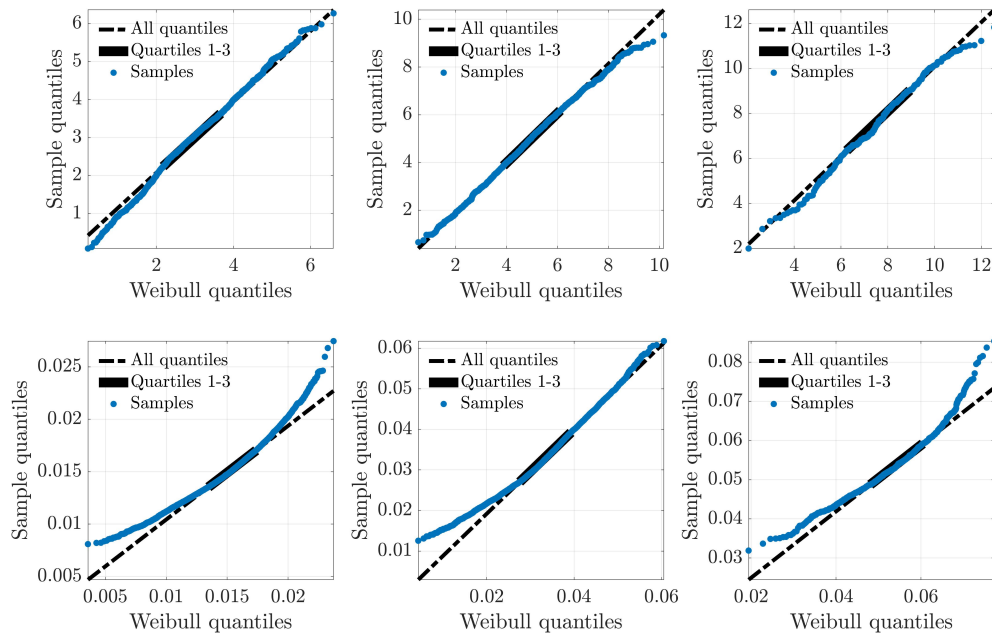 6
5
4
3
2
1
2 4 6
Sample quantiles
Weibull quantiles
All quantiles
Quartiles 1-3
Samples
10
8
6
4
2
2 4 6 8 10
Sample quantiles
Weibull quantiles
All quantiles
Quartiles 1-3
Samples
12
10
8
6
4
2
4 6 8 10 12
Sample quantiles
Weibull quantiles
All quantiles
Quartiles 1-3
Samples
0.025
0.02
0.015
0.01
0.005
0.005 0.01 0.015 0.02
Sample quantiles
Weibull quantiles
All quantiles
Quartiles 1-3
Samples
0.06
0.05
0.04
0.03
0.02
0.01
0.02 0.04 0.06
Sample quantiles
Weibull quantiles
All quantiles
Quartiles 1-3
Samples
0.08
0.07
0.06
0.05
0.04
0.03
0.02 0.04 0.06
Sample quantiles
Weibull quantiles
All quantiles
Quartiles 1-3
Samples